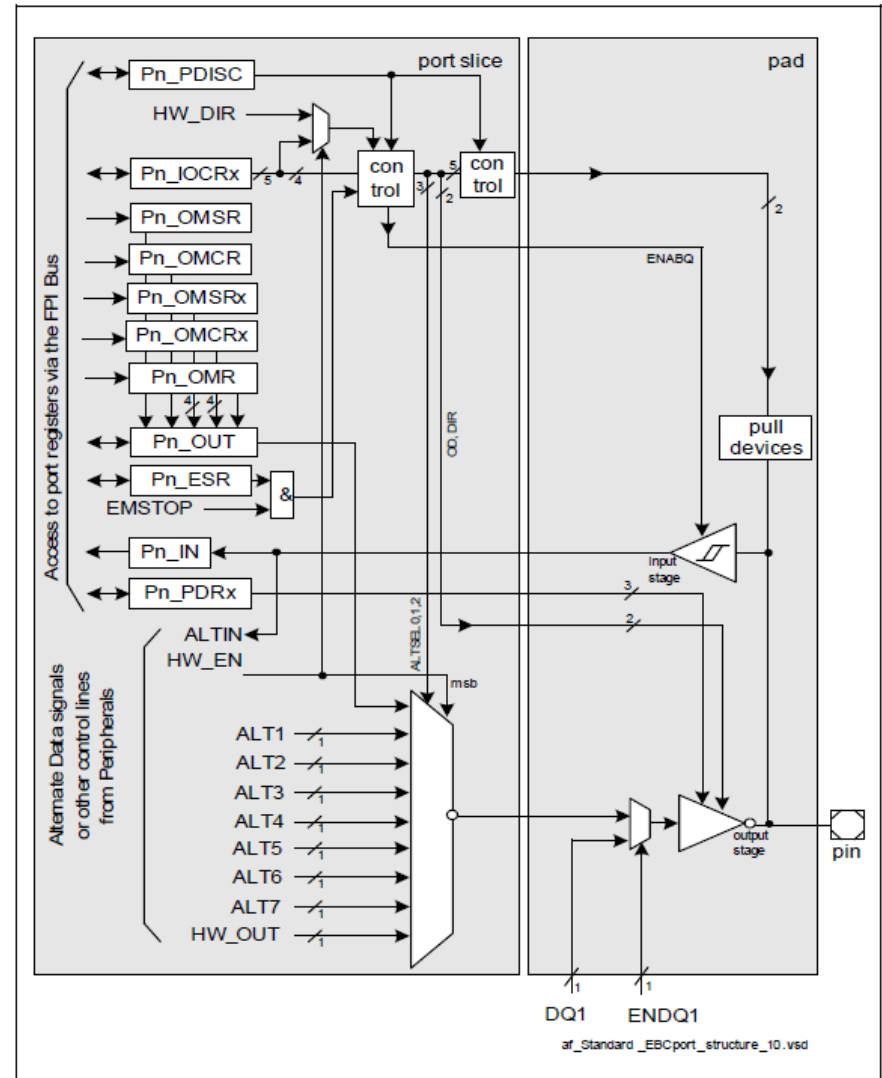 port slice
pad
Pn_PDISC
HW_DIR
Pn_IOCRx
5
4
con
trol
3
2
5
con
trol
2
Pn_OMSR
Pn_OMCR
Pn_OMSRx
Pn_OMCRx
Pn_OMR
4
4
Pn_OUT
Pn_ESR
EMSTOP
&
Pn_IN
Pn_PDRx
ENABQ
OD, DIR
pull
devices
Input
stage
3
2
Access to port registers via the FPI Bus
ALTIN
HW_EN
ALTSEL0,1,2
msb
Alternate Data signals
or other control lines
from Peripherals
ALT1
1
ALT2
1
ALT3
1
ALT4
1
ALT5
1
ALT6
1
ALT7
1
HW_OUT
1
output
stage
pin
1
1
DQ1
ENDQ1
af_Standard _EBCport_structure_10.vsd